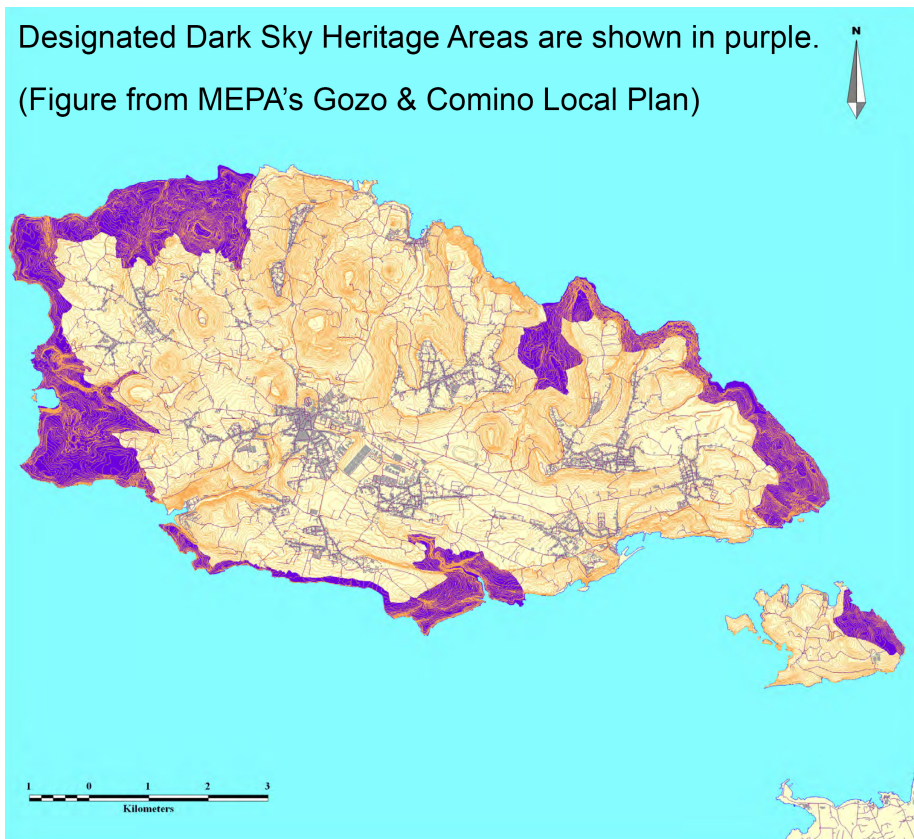 Designated Dark Sky Heritage Areas are shown in purple.
(Figure from MEPA's Gozo & Comino Local Plan)
N
1 0 1 2 3
Kilometers